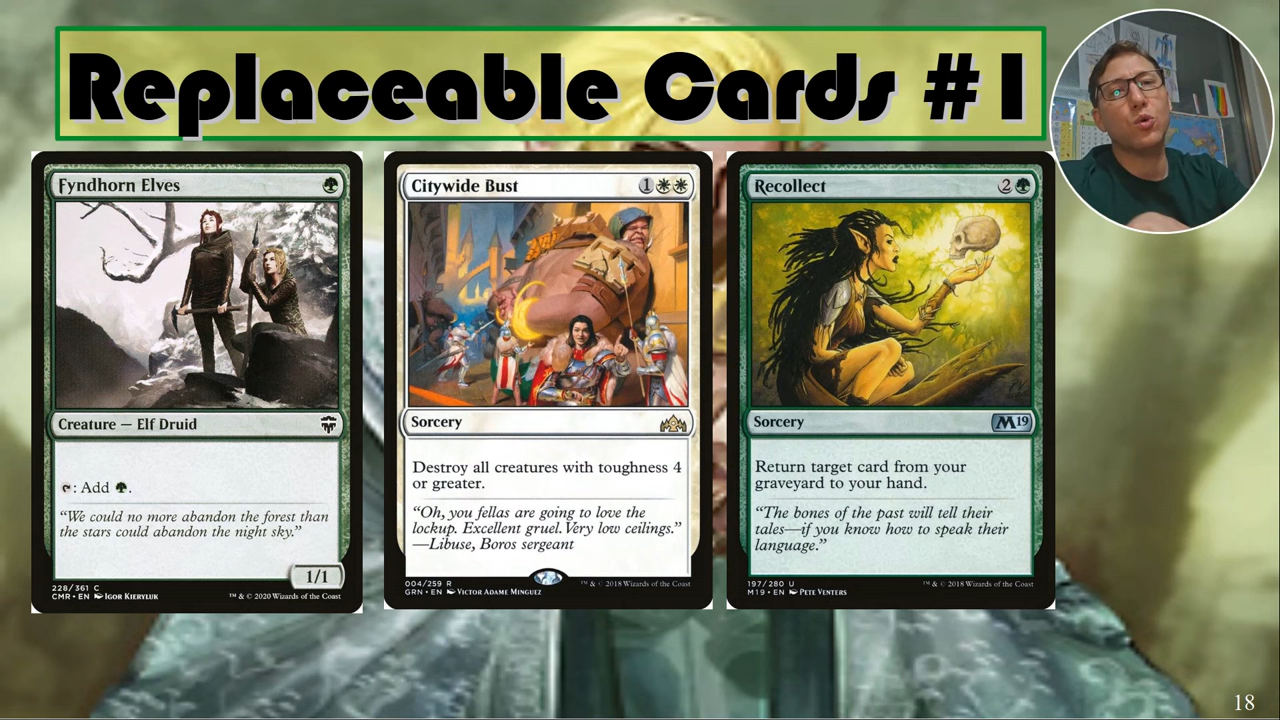 Replaceable Cards #1
Fyndhorn Elves
Creature — Elf Druid
: Add .
“We could no more abandon the forest than
the stars could abandon the night sky.”
1/1
228/361 C
CMR • EN IGOR KIERYLUK
™ & © 2020 Wizards of the Coast
Citywide Bust
1
Sorcery
Destroy all creatures with toughness 4
or greater.
“Oh, you fellas are going to love the
lockup. Excellent gruel. Very low ceilings.”
—Libuse, Boros sergeant
004/259 R
GRN • EN VICTOR ADAME MINGUEZ
™ & © 2018 Wizards of the Coast
Recollect
2
Sorcery
M19
Return target card from your
graveyard to your hand.
“The bones of the past will tell their
tales—if you know how to speak their
language.”
197/280 U
M19 • EN PETE VENTERS
™ & © 2018 Wizards of the Coast
18